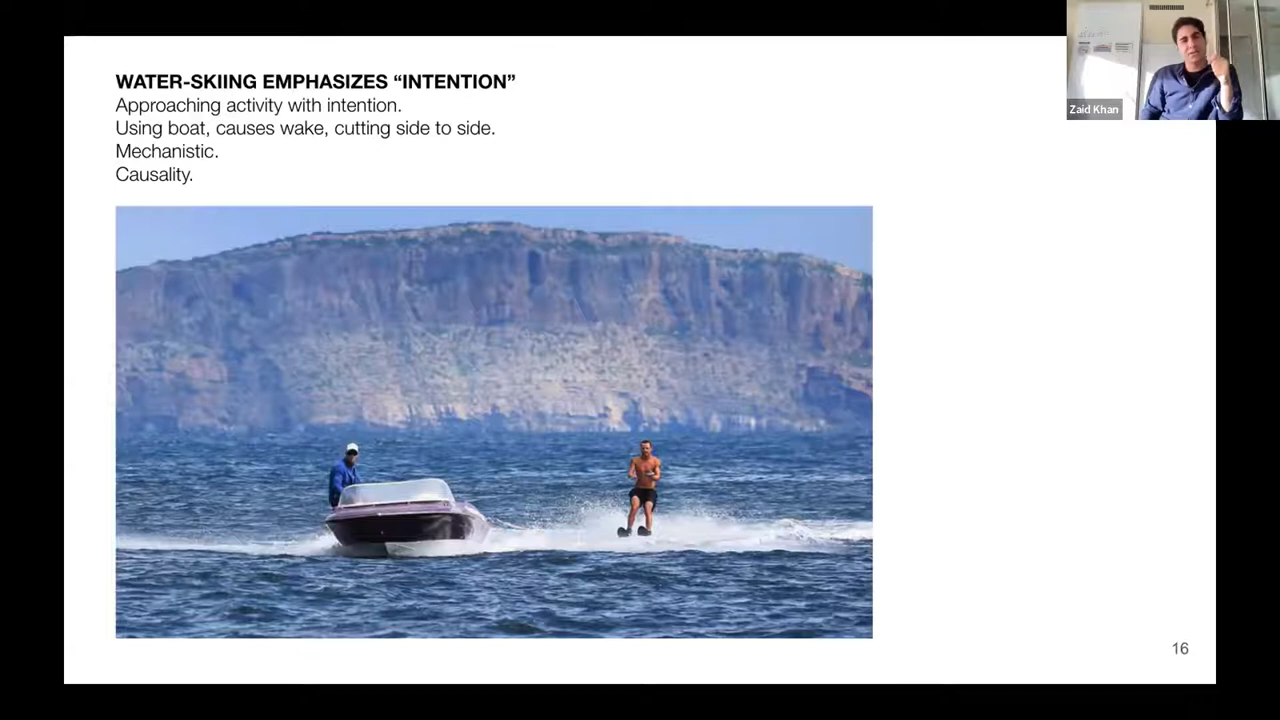 WATER-SKIING EMPHASIZES “INTENTION”
Approaching activity with intention.
Using boat, causes wake, cutting side to side.
Mechanistic.
Causality.
Zaid Khan
16